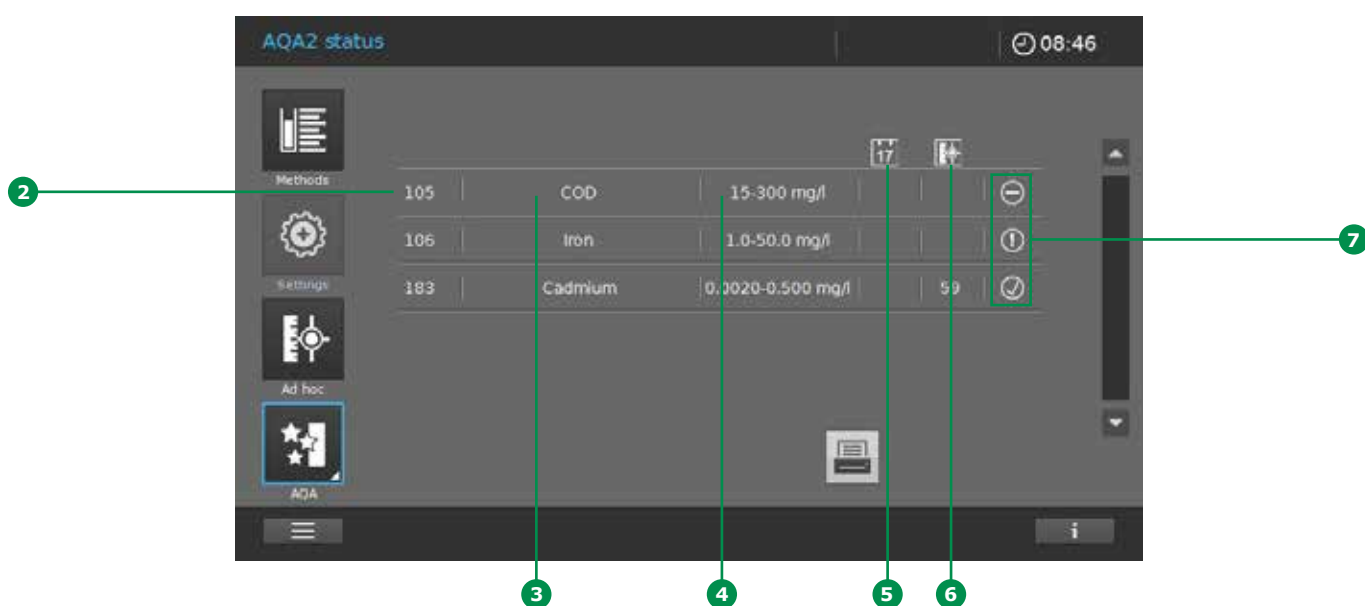 AQA2 status 08:46
17
Methods
2 105 COD 15-300 mg/l
7
106 Iron 1.0-50.0 mg/l
Settings
183 Cadmium 0.0020-0.500 mg/l 59
Ad hoc
AQA
i
3 4 5 6